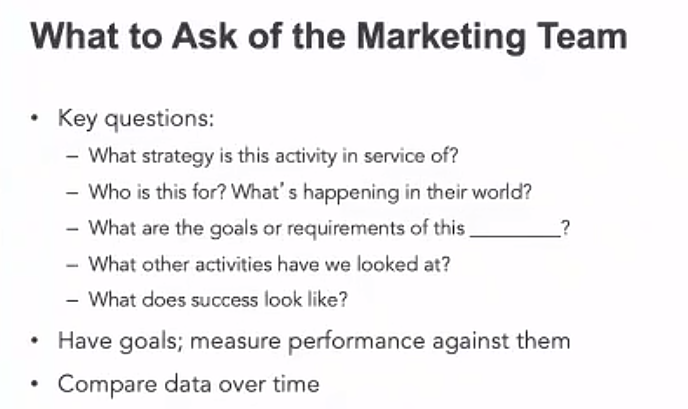 What to Ask of the Marketing Team
• Key questions:
– What strategy is this activity in service of?
– Who is this for? What's happening in their world?
– What are the goals or requirements of this _________?
– What other activities have we looked at?
– What does success look like?
• Have goals; measure performance against them
• Compare data over time